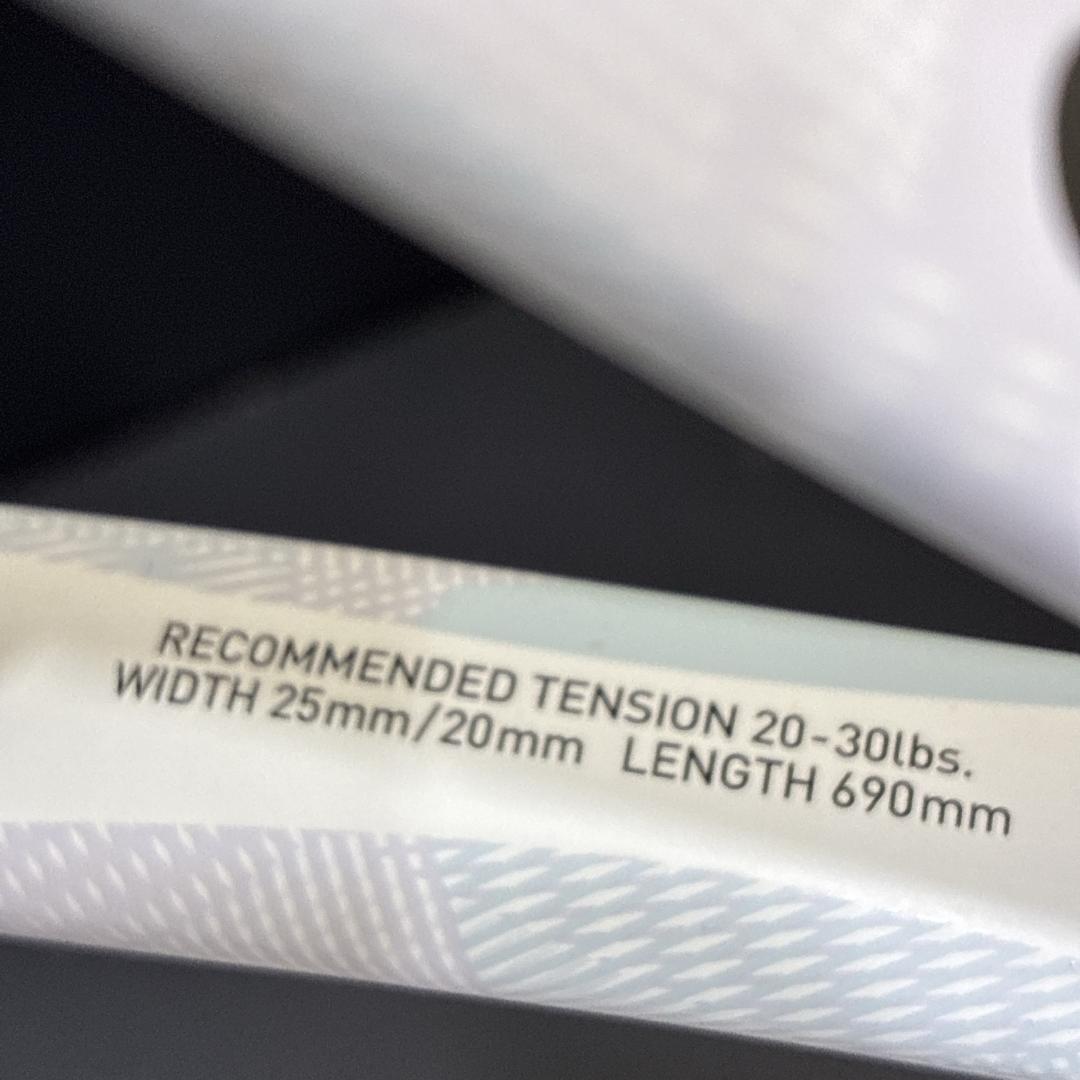 RECOMMENDED TENSION 20-30lbs.
WIDTH 25mm/20mm LENGTH 690mm